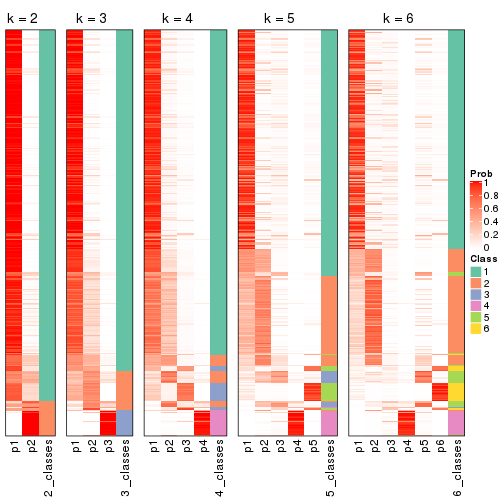 k = 2
k = 3
k = 4
k = 5
k = 6
Prob
1
0.8
0.6
0.4
0.2
0
Class
1
2
3
4
5
6
p1
p2
2_classes
p1
p2
p3
3_classes
p1
p2
p3
p4
4_classes
p1
p2
p3
p4
p5
5_classes
p1
p2
p3
p4
p5
p6
6_classes